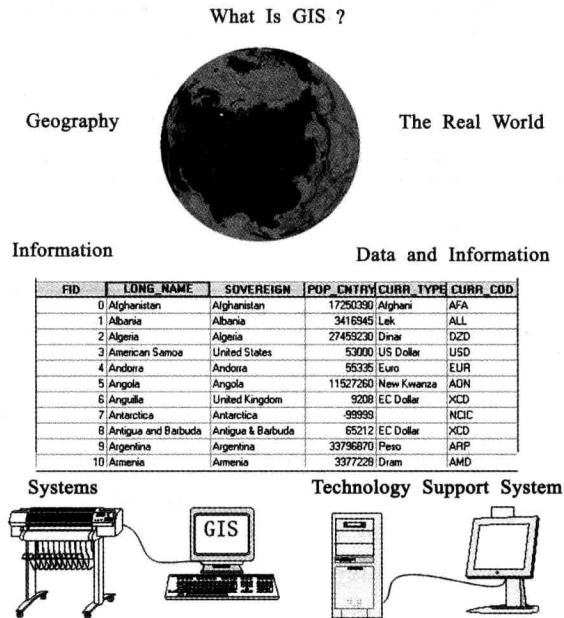 What Is GIS ?
Geography The Real World
Information Data and Information
FID LONG_NAME SOVEREIGN POP_CNTRY CURR_TYPE CURR_COD
0 Afghanistan Afghanistan 17250390 Afghani AFA
1 Albania Albania 3416945 Lek ALL
2 Algeria Algeria 27459230 Dinar DZD
3 American Samoa United States 53000 US Dollar USD
4 Andorra Andorra 55335 Euro EUR
5 Angola Angola 11527260 New Kwanza AON
6 Anguilla United Kingdom 9208 EC Dollar XCD
7 Antarctica Antarctica -99999 NCIC
8 Antigua and Barbuda Antigua & Barbuda 65212 EC Dollar XCD
9 Argentina Argentina 33796870 Peso ARP
10 Armenia Armenia 3377228 Dram AMD
Systems Technology Support System
GIS